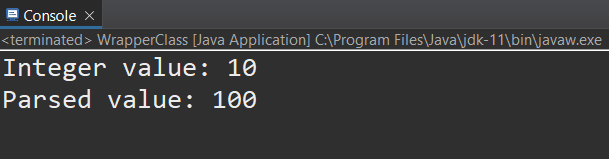 Console
<terminated> WrapperClass [Java Application] C:\Program Files\Java\jdk-11\bin\javaw.exe
Integer value: 10
Parsed value: 100